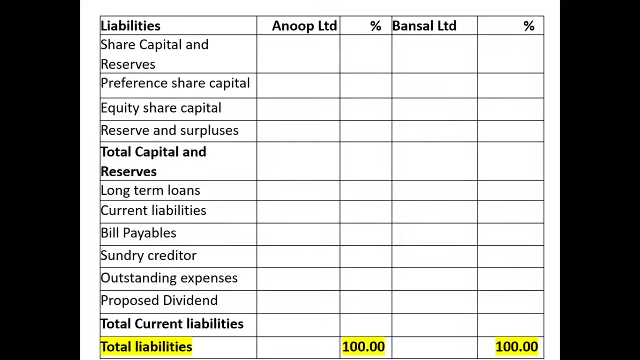 Liabilities Anoop Ltd % Bansal Ltd %
Share Capital and
Reserves
Preference share capital
Equity share capital
Reserve and surpluses
Total Capital and
Reserves
Long term loans
Current liabilities
Bill Payables
Sundry creditor
Outstanding expenses
Proposed Dividend
Total Current liabilities
Total liabilities 100.00 100.00